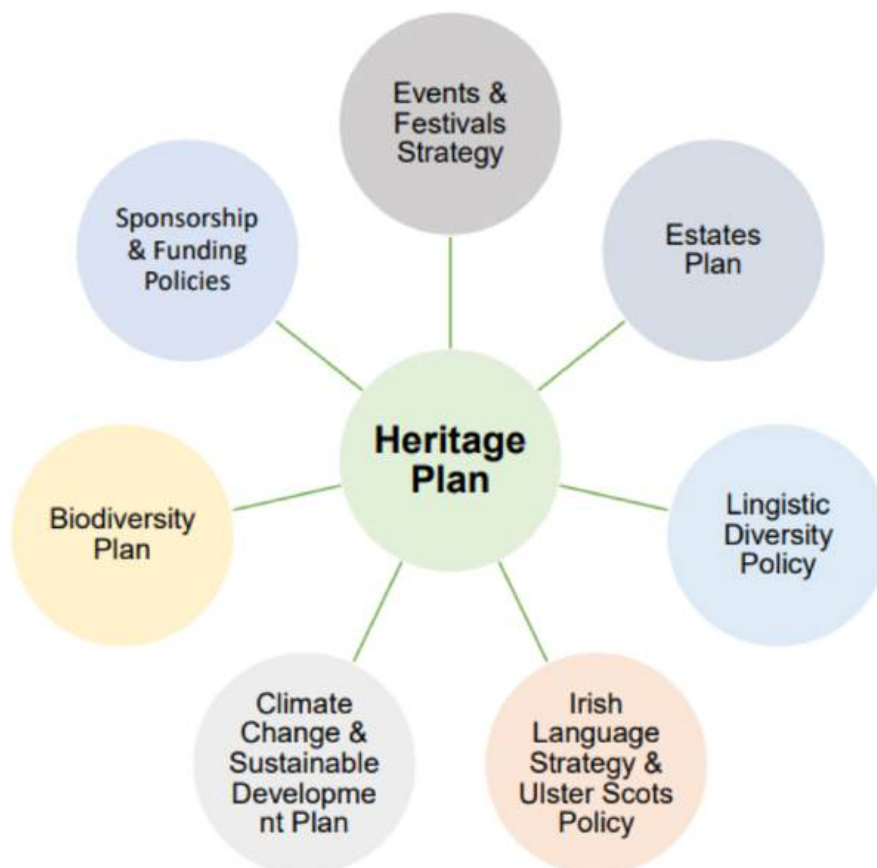 Events &
Festivals
Strategy
Estates
Plan
Lingistic
Diversity
Policy
Irish
Language
Strategy &
Ulster Scots
Policy
Climate
Change &
Sustainable
Developme
nt Plan
Biodiversity
Plan
Sponsorship
& Funding
Policies
Heritage
Plan